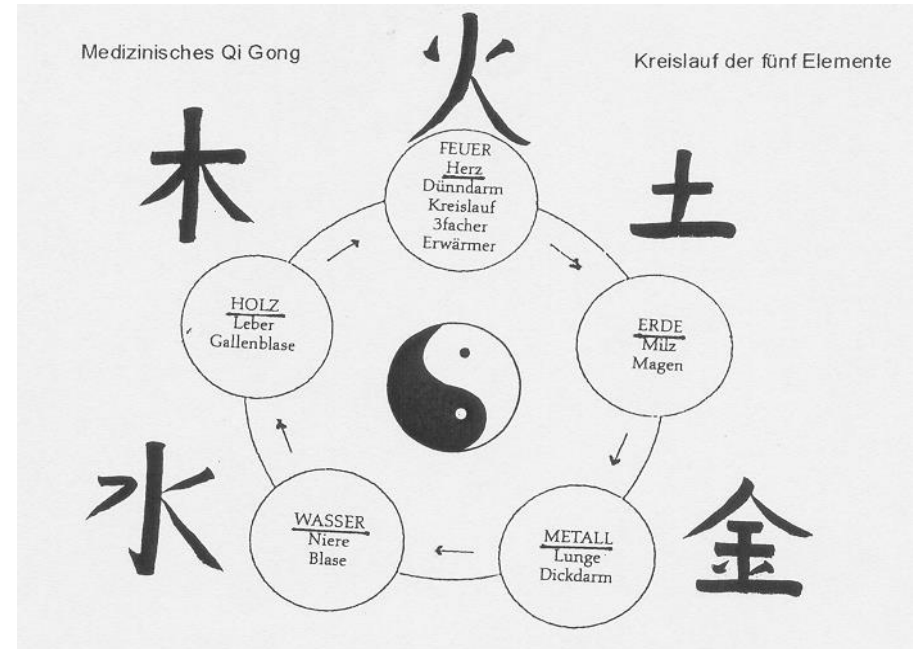 Medizinisches Qi Gong
Kreislauf der fünf Elemente
火
木
土
FEUER
Herz
Dünndarm
Kreislauf
3facher
Erwärmer
HOLZ
Leber
Gallenblase
ERDE
Milz
Magen
水
金
WASSER
Niere
Blase
METALL
Lunge
Dickdarm